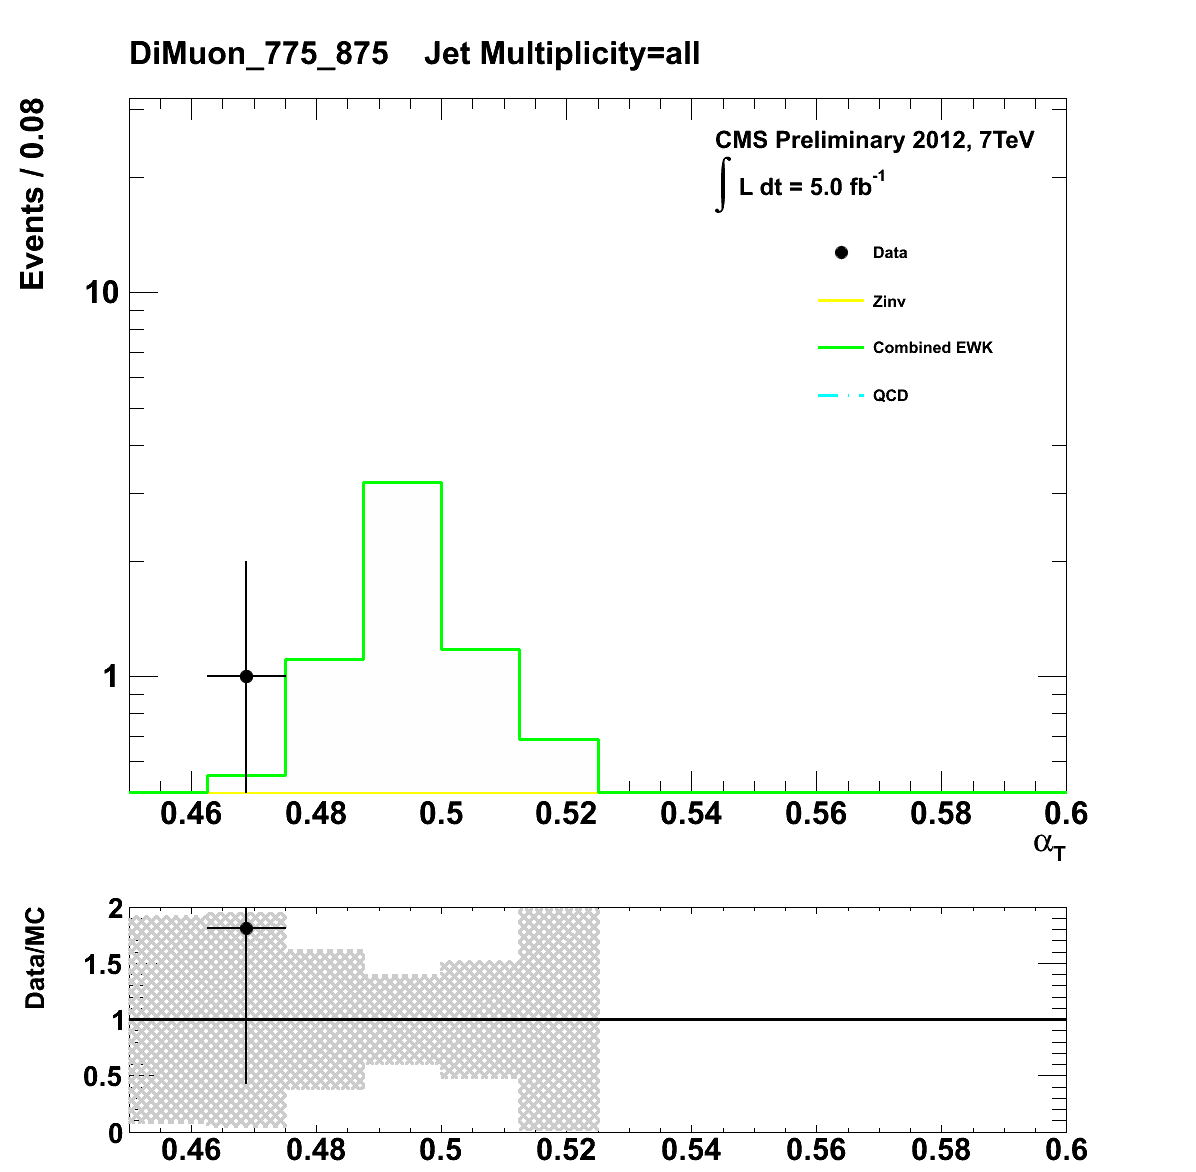 DiMuon_775_875 Jet Multiplicity=all
Events / 0.08
CMS Preliminary 2012, 7TeV
∫ L dt = 5.0 fb⁻¹
Data
Zinv
Combined EWK
QCD
10
1
0.46 0.48 0.5 0.52 0.54 0.56 0.58 0.6
α_T
Data/MC
2
1.5
1
0.5
0
0.46 0.48 0.5 0.52 0.54 0.56 0.58 0.6